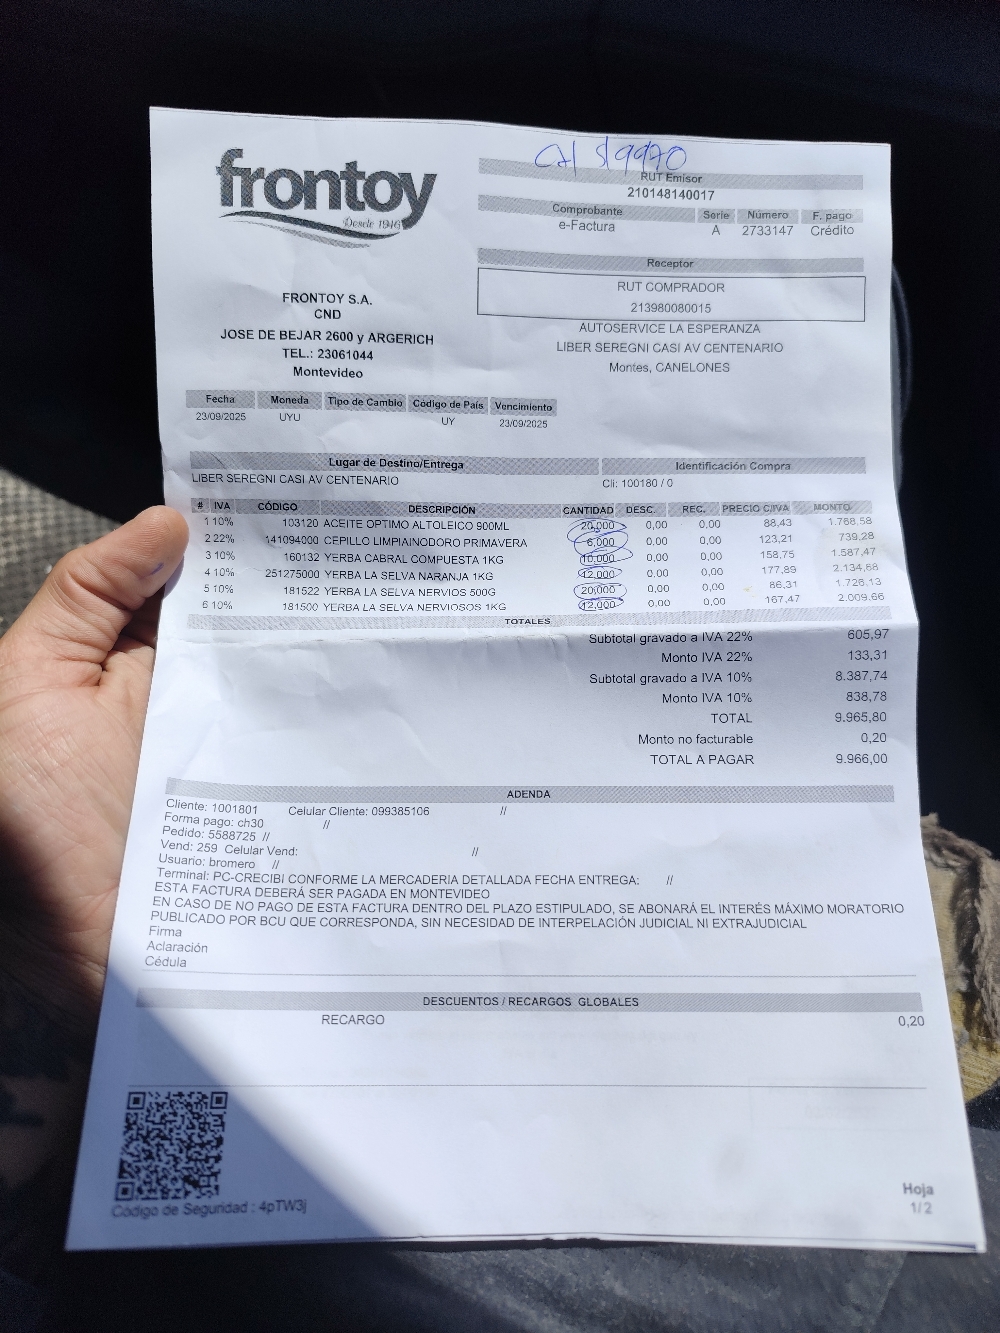 frontoy
Desde 1946
RUT Emisor
210148140017
Comprobante Serie Número F. pago
e-Factura A 2733147 Crédito
Receptor
RUT COMPRADOR
213980080015
AUTOSERVICE LA ESPERANZA
LIBER SEREGNI CASI AV CENTENARIO
Montes, CANELONES
FRONTOY S.A.
CND
JOSE DE BEJAR 2600 y ARGERICH
TEL.: 23061044
Montevideo
Fecha Moneda Tipo de Cambio Código de País Vencimiento
23/09/2025 UYU UY 23/09/2025
Lugar de Destino/Entrega Identificación Compra
LIBER SEREGNI CASI AV CENTENARIO Cli: 100180 / 0
# IVA CÓDIGO DESCRIPCIÓN CANTIDAD DESC. REC. PRECIO C/IVA MONTO
1 10% 103120 ACEITE OPTIMO ALTOLEICO 900ML 20,000 0,00 0,00 88,43 1.768,58
2 22% 141094000 CEPILLO LIMPIAINODORO PRIMAVERA 6,000 0,00 0,00 123,21 739,28
3 10% 160132 YERBA CABRAL COMPUESTA 1KG 10,000 0,00 0,00 158,75 1.587,47
4 10% 251275000 YERBA LA SELVA NARANJA 1KG 12,000 0,00 0,00 177,89 2.134,68
5 10% 181522 YERBA LA SELVA NERVIOS 500G 20,000 0,00 0,00 86,31 1.726,13
6 10% 181500 YERBA LA SELVA NERVIOSOS 1KG 12,000 0,00 0,00 167,47 2.009,66
TOTALES
Subtotal gravado a IVA 22% 605,97
Monto IVA 22% 133,31
Subtotal gravado a IVA 10% 8.387,74
Monto IVA 10% 838,78
TOTAL 9.965,80
Monto no facturable 0,20
TOTAL A PAGAR 9.966,00
ADENDA
Cliente: 1001801 Celular Cliente: 099385106 //
Forma pago: ch30 //
Pedido: 5588725 //
Vend: 259 Celular Vend: //
Usuario: bromero //
Terminal: PC-CRECIBI CONFORME LA MERCADERIA DETALLADA FECHA ENTREGA: //
ESTA FACTURA DEBERÁ SER PAGADA EN MONTEVIDEO
EN CASO DE NO PAGO DE ESTA FACTURA DENTRO DEL PLAZO ESTIPULADO, SE ABONARÁ EL INTERÉS MÁXIMO MORATORIO
PUBLICADO POR BCU QUE CORRESPONDA, SIN NECESIDAD DE INTERPELACIÓN JUDICIAL NI EXTRAJUDICIAL
Firma
Aclaración
Cédula
DESCUENTOS / RECARGOS GLOBALES
RECARGO 0,20
Código de Seguridad : 4pTW3j
Hoja
1/2